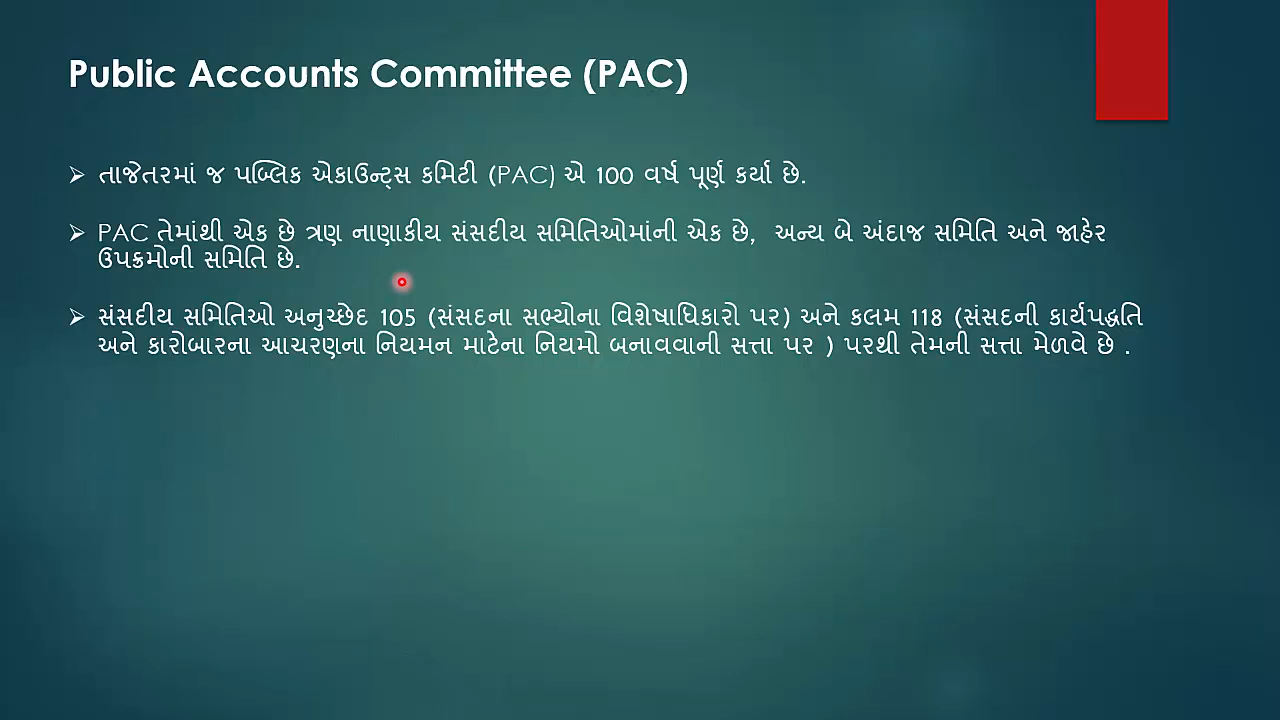 Public Accounts Committee (PAC)
➢ તાજેતરમાં જ પબ્લિક એકાઉન્ટ્સ કમિટી (PAC) એ 100 વર્ષ પૂર્ણ કર્યા છે.
➢ PAC તેમાંથી એક છે ત્રણ નાણાકીય સંસદીય સમિતિઓમાંની એક છે, અન્ય બે અંદાજ સમિતિ અને જાહેર
ઉપક્રમોની સમિતિ છે.
➢ સંસદીય સમિતિઓ અનુચ્છેદ 105 (સંસદના સભ્યોના વિશેષાધિકારો પર) અને કલમ 118 (સંસદની કાર્યપદ્ધતિ
અને કારોબારના આચરણના નિયમન માટેના નિયમો બનાવવાની સત્તા પર ) પરથી તેમની સત્તા મેળવે છે .